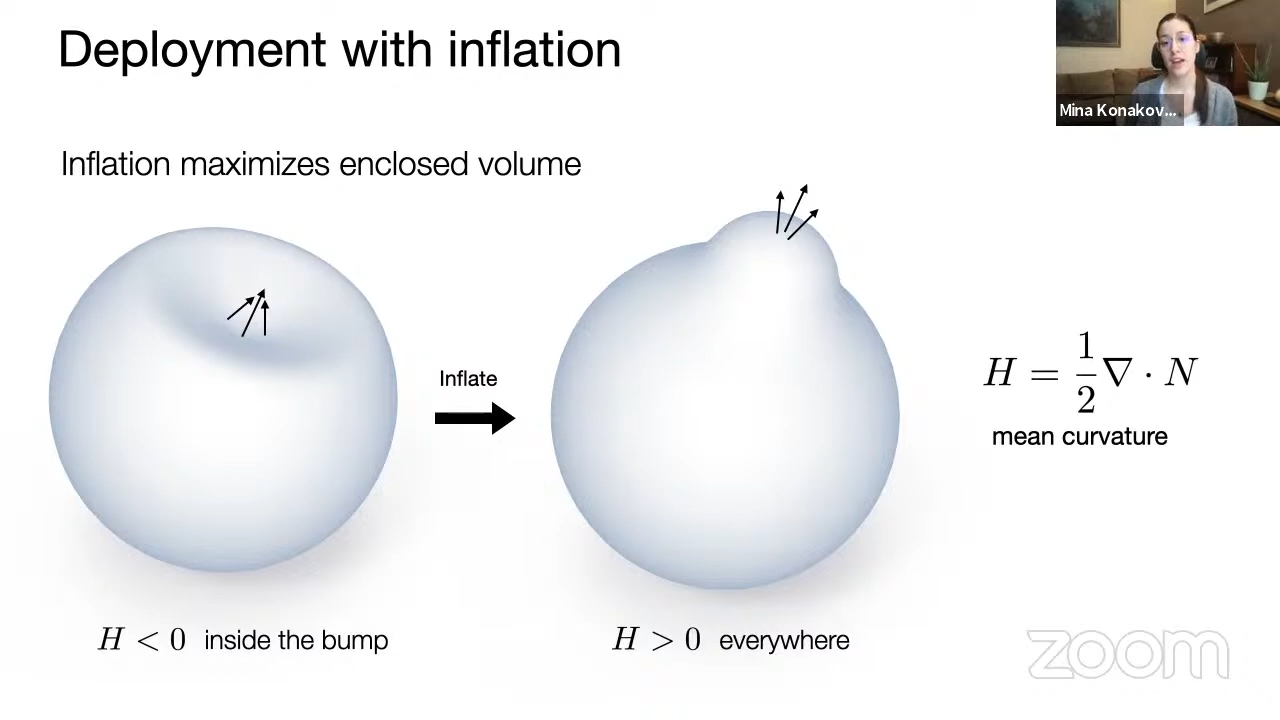 Deployment with inflation
Mina Konakov...
Inflation maximizes enclosed volume
Inflate
H = 1/2 ∇ · N
mean curvature
H < 0 inside the bump
H > 0 everywhere
zoom